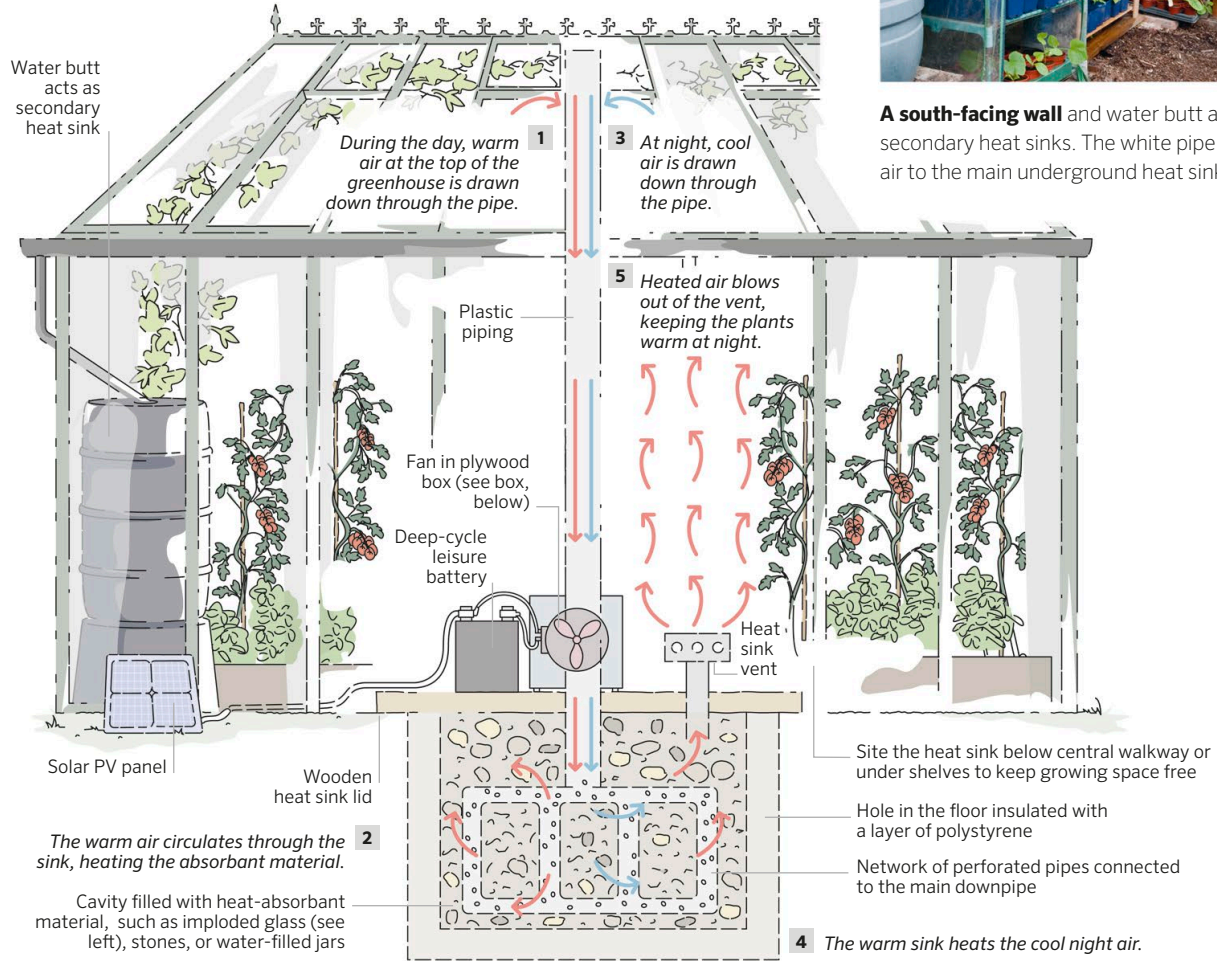 Water butt
acts as
secondary
heat sink
During the day, warm
air at the top of the
greenhouse is drawn
down through the pipe.
1
3
At night, cool
air is drawn
down through
the pipe.
A south-facing wall and water butt a
secondary heat sinks. The white pipe
air to the main underground heat sink
5
Heated air blows
out of the vent,
keeping the plants
warm at night.
Plastic
piping
Fan in plywood
box (see box,
below)
Deep-cycle
leisure
battery
Heat
sink
vent
Solar PV panel
Wooden
heat sink lid
The warm air circulates through the
sink, heating the absorbant material.
2
Cavity filled with heat-absorbant
material, such as imploded glass (see
left), stones, or water-filled jars
Site the heat sink below central walkway or
under shelves to keep growing space free
Hole in the floor insulated with
a layer of polystyrene
Network of perforated pipes connected
to the main downpipe
4
The warm sink heats the cool night air.